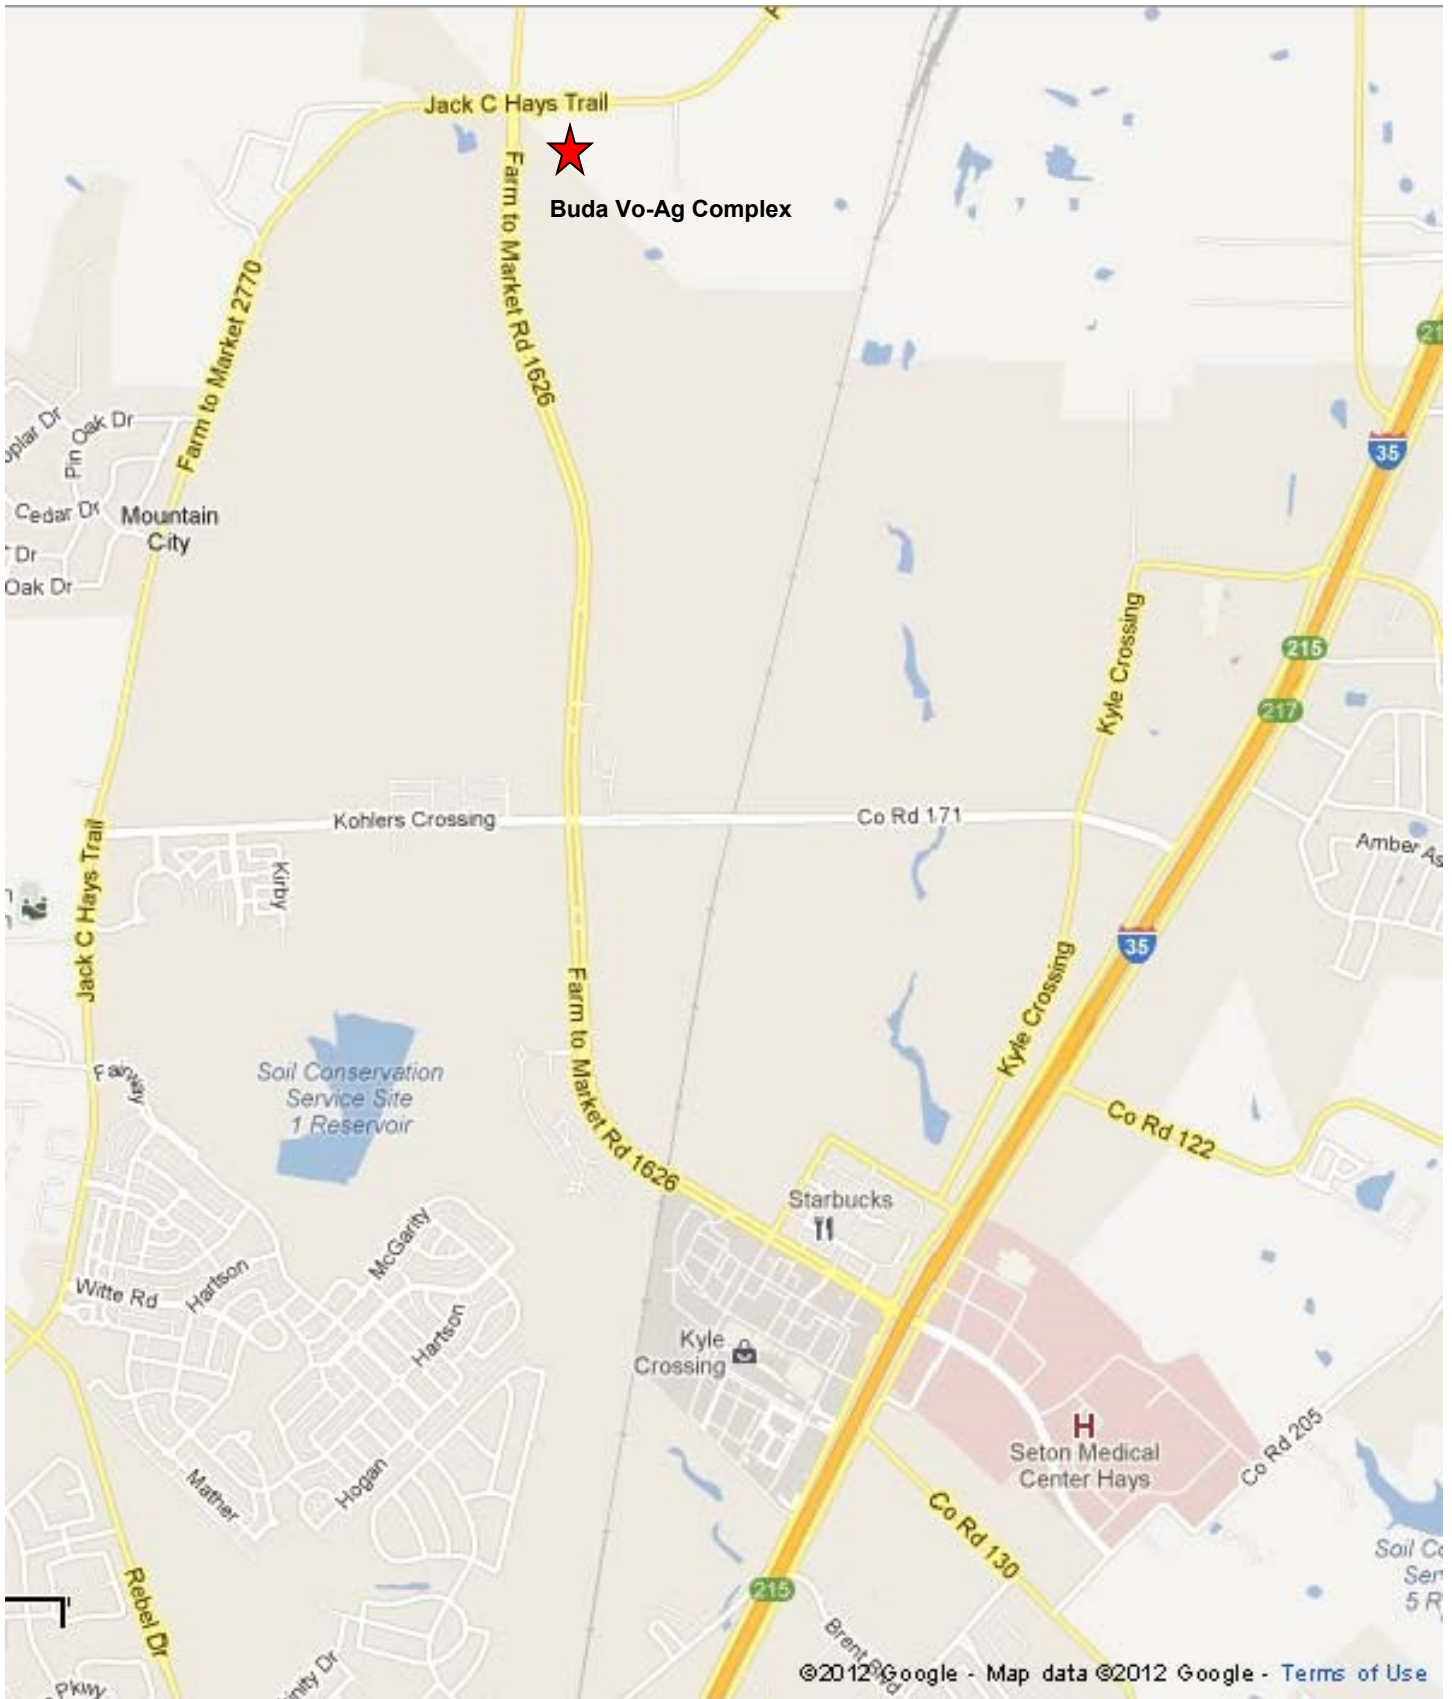 Jack C Hays Trail
Buda Vo-Ag Complex
Farm to Market Rd 1626
Farm to Market 2770
35
Pin Oak Dr
Cedar Dr
Mountain
City
Dr
Oak Dr
Kyle Crossing
215
217
Kohlers Crossing
Co Rd 171
Kirby
Jack C Hays Trail
35
Kyle Crossing
Farm to Market Rd 1626
Soil Conservation
Service Site
1 Reservoir
Fairway
Co Rd 122
Starbucks
McGarity
Hartson
Witte Rd
Hartson
Kyle
Crossing
H
Seton Medical
Center Hays
Co Rd 205
Mather
Hogan
Co Rd 130
Rebel Dr
215
Brent Blvd
Pkwy
©2012 Google - Map data ©2012 Google - Terms of Use